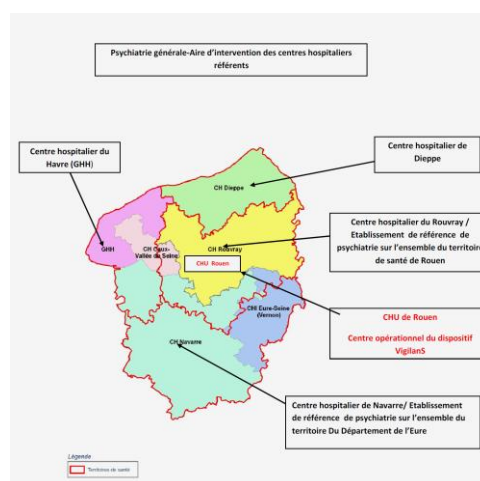 Psychiatrie générale-Aire d'intervention des centres hospitaliers
référents
Centre hospitalier du
Havre (GHH)
Centre hospitalier de
Dieppe
CH Dieppe
Centre hospitalier du Rouvray /
Etablissement de référence de
psychiatrie sur l'ensemble du territoire
de santé de Rouen
GHH
CH Caux-
Vallée du Seine
CH Rouvray
CHU Rouen
CHI Eure-Seine
(Vernon)
CHU de Rouen
Centre opérationnel du dispositif
VigilanS
CH Navarre
Centre hospitalier de Navarre/ Etablissement
de référence de psychiatrie sur l'ensemble du
territoire Du Département de l'Eure
Légende
Territoires de santé